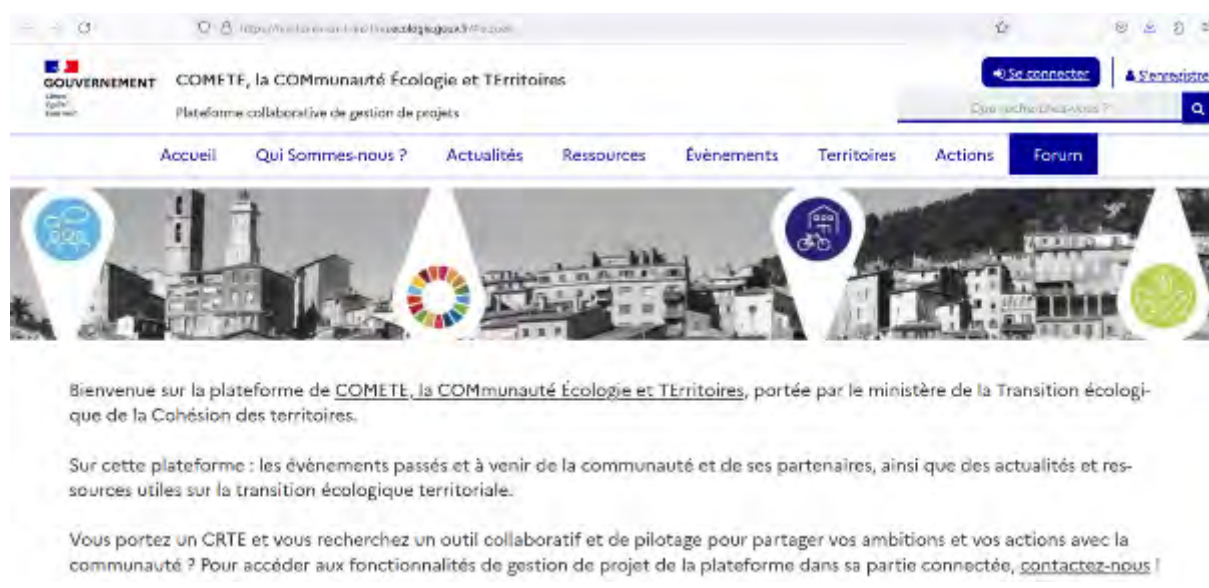 GOUVERNEMENT
COMETE, la COMmunauté Écologie et TErritoires
Plateforme collaborative de gestion de projets
Se connecter
S'enregistre
Que recherchez-vous ?
Accueil Qui Sommes-nous ? Actualités Ressources Évènements Territoires Actions Forum
Bienvenue sur la plateforme de COMETE, la COMmunauté Écologie et TErritoires, portée par le ministère de la Transition écologi-
que de la Cohésion des territoires.
Sur cette plateforme : les évènements passés et à venir de la communauté et de ses partenaires, ainsi que des actualités et res-
sources utiles sur la transition écologique territoriale.
Vous portez un CRTE et vous recherchez un outil collaboratif et de pilotage pour partager vos ambitions et vos actions avec la
communauté ? Pour accéder aux fonctionnalités de gestion de projet de la plateforme dans sa partie connectée, contactez-nous !